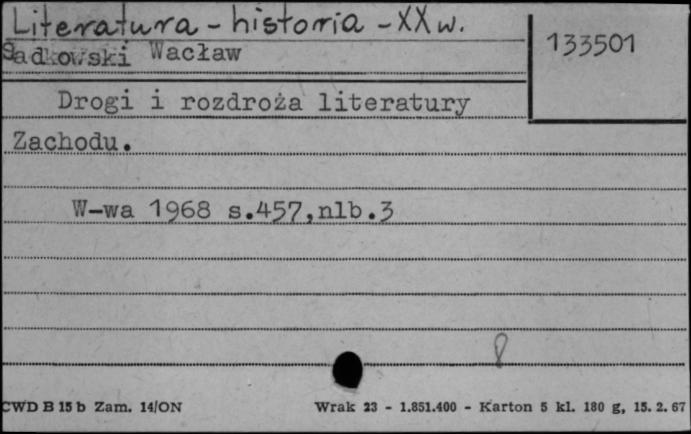 Literatura - historia - XX w.
133501
Sadkowski Wacław
Drogi i rozdroża literatury
Zachodu.
W-wa 1968 s.457,nlb.3
8
CWD B 15 b Zam. 14/ON
Wrak 23 - 1.851.400 - Karton 5 kl. 180 g, 15. 2. 67